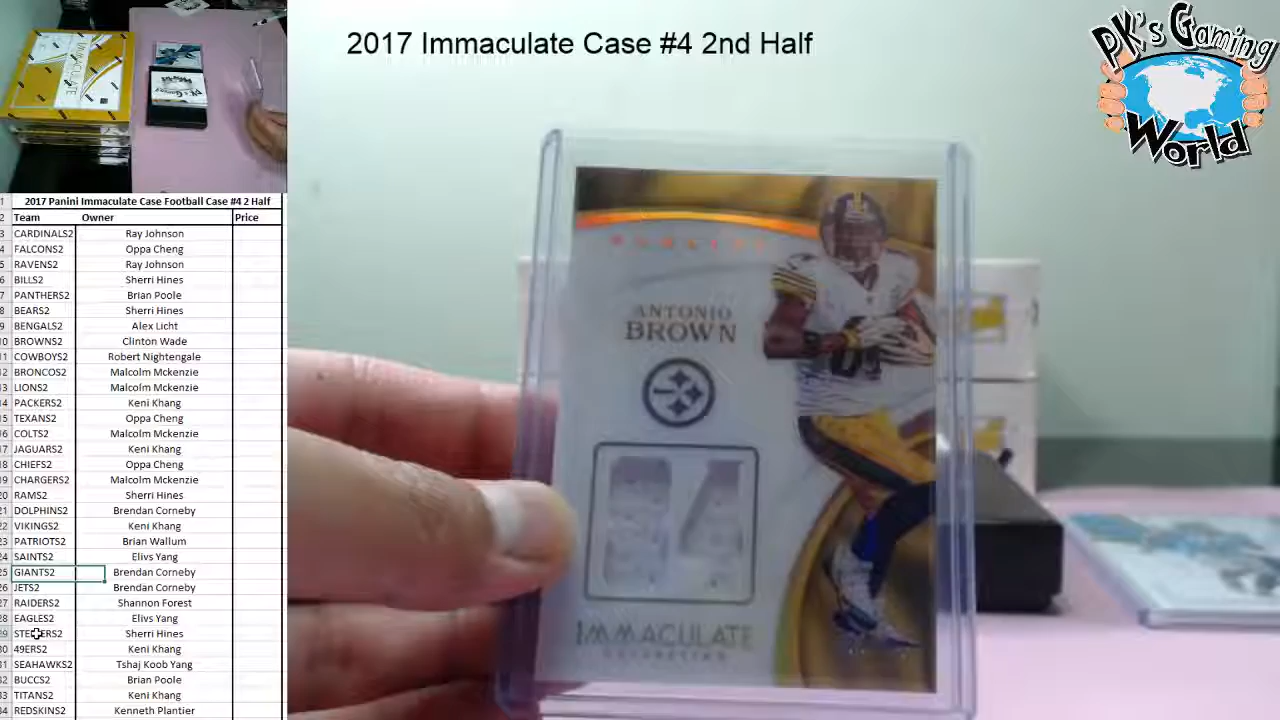 2017 Immaculate Case #4 2nd Half
PK's Gaming World
IMMACULATE
2017 Panini Immaculate Case Football Case #4 2 Half
Team Owner Price
CARDINALS2 Ray Johnson
FALCONS2 Oppa Cheng
RAVENS2 Ray Johnson
BILLS2 Sherri Hines
PANTHERS2 Brian Poole
BEARS2 Sherri Hines
BENGALS2 Alex Licht
BROWNS2 Clinton Wade
COWBOYS2 Robert Nightengale
BRONCOS2 Malcolm Mckenzie
LIONS2 Malcolm Mckenzie
PACKERS2 Keni Khang
TEXANS2 Oppa Cheng
COLTS2 Malcolm Mckenzie
JAGUARS2 Keni Khang
CHIEFS2 Oppa Cheng
CHARGERS2 Malcolm Mckenzie
RAMS2 Sherri Hines
DOLPHINS2 Brendan Corneby
VIKINGS2 Keni Khang
PATRIOTS2 Brian Wallum
SAINTS2 Elivs Yang
GIANTS2 Brendan Corneby
JETS2 Brendan Corneby
RAIDERS2 Shannon Forest
EAGLES2 Elivs Yang
STEELERS2 Sherri Hines
49ERS2 Keni Khang
SEAHAWKS2 Tshaj Koob Yang
BUCCS2 Brian Poole
TITANS2 Keni Khang
REDSKINS2 Kenneth Plantier
NUMBERS
ANTONIO
BROWN
84
IMMACULATE
COLLECTION